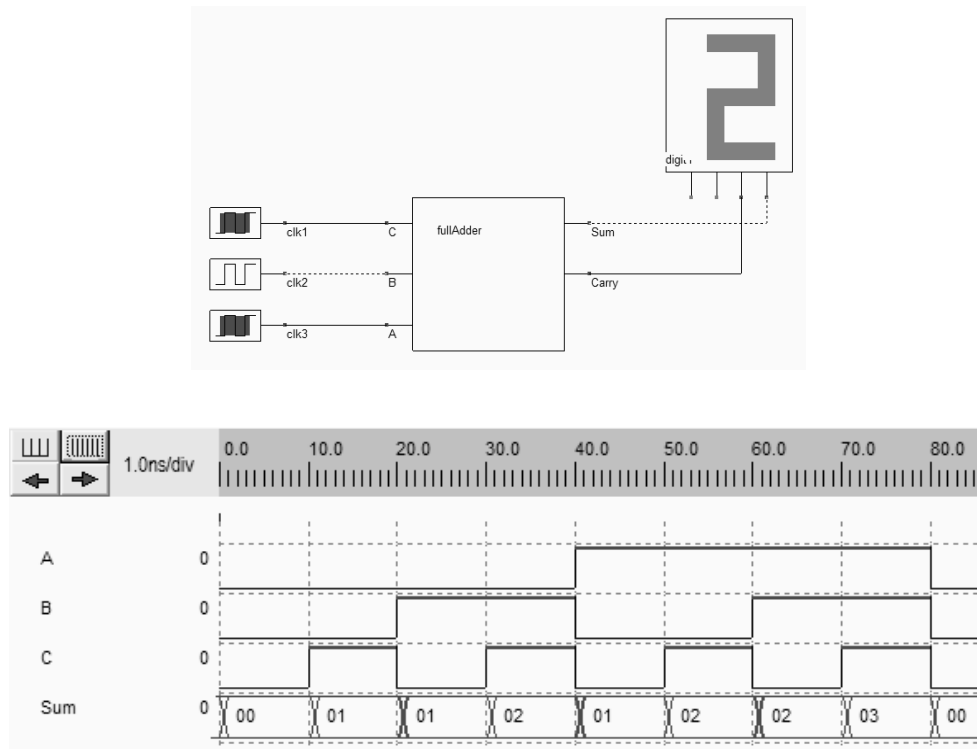 2
digit
clk1 C fullAdder Sum
clk2 B Carry
clk3 A
1.0ns/div 0.0 10.0 20.0 30.0 40.0 50.0 60.0 70.0 80.0
A 0
B 0
C 0
Sum 0 00 01 01 02 01 02 02 03 00